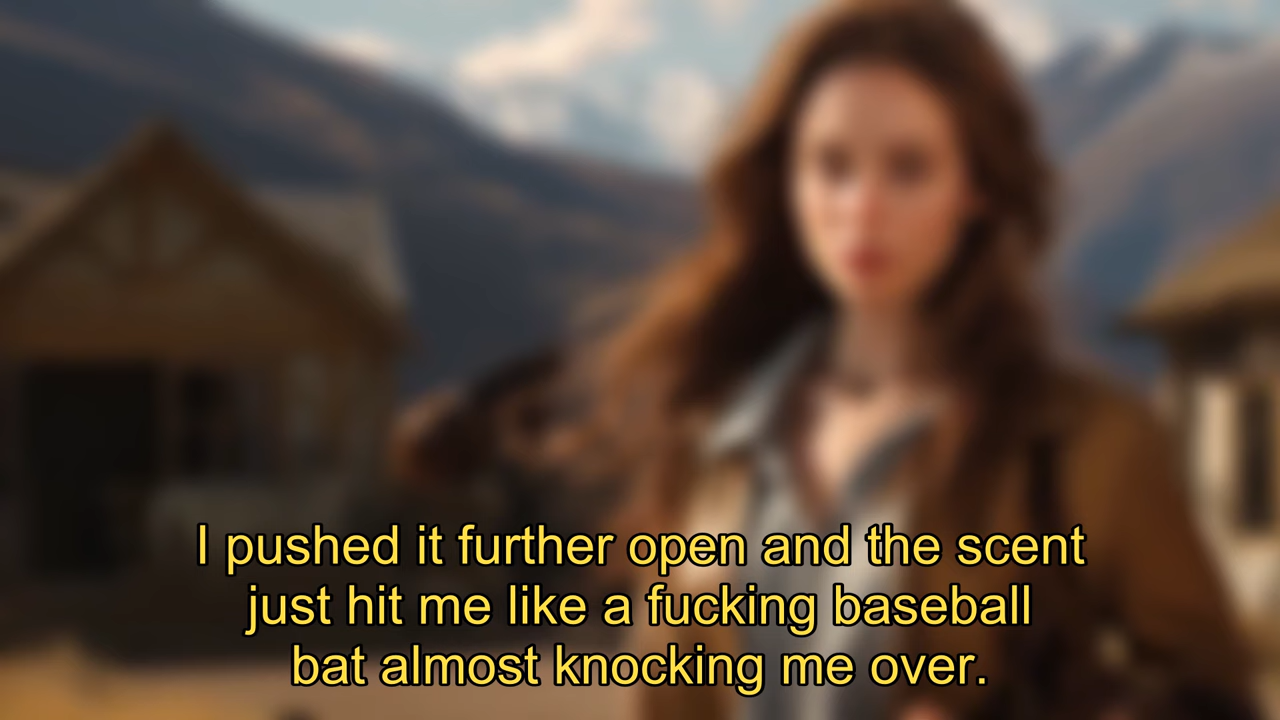 I pushed it further open and the scent
just hit me like a fucking baseball
bat almost knocking me over.